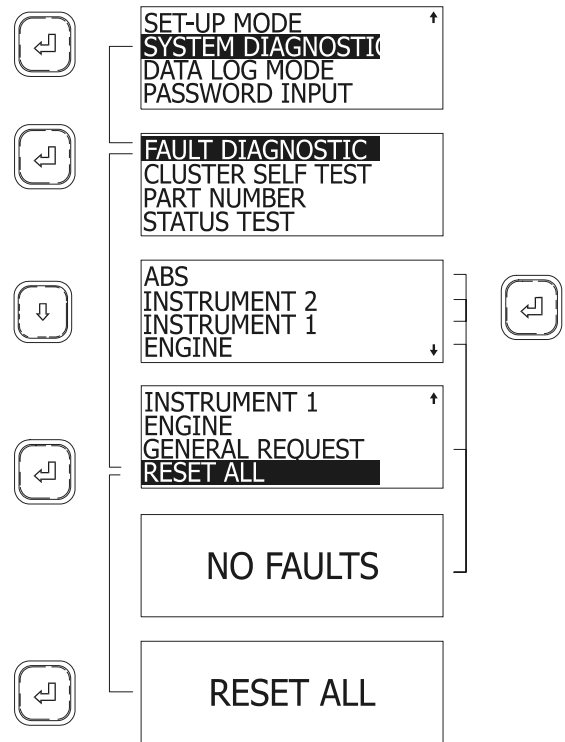 SET-UP MODE
SYSTEM DIAGNOSTIC
DATA LOG MODE
PASSWORD INPUT
FAULT DIAGNOSTIC
CLUSTER SELF TEST
PART NUMBER
STATUS TEST
ABS
INSTRUMENT 2
INSTRUMENT 1
ENGINE
INSTRUMENT 1
ENGINE
GENERAL REQUEST
RESET ALL
NO FAULTS
RESET ALL